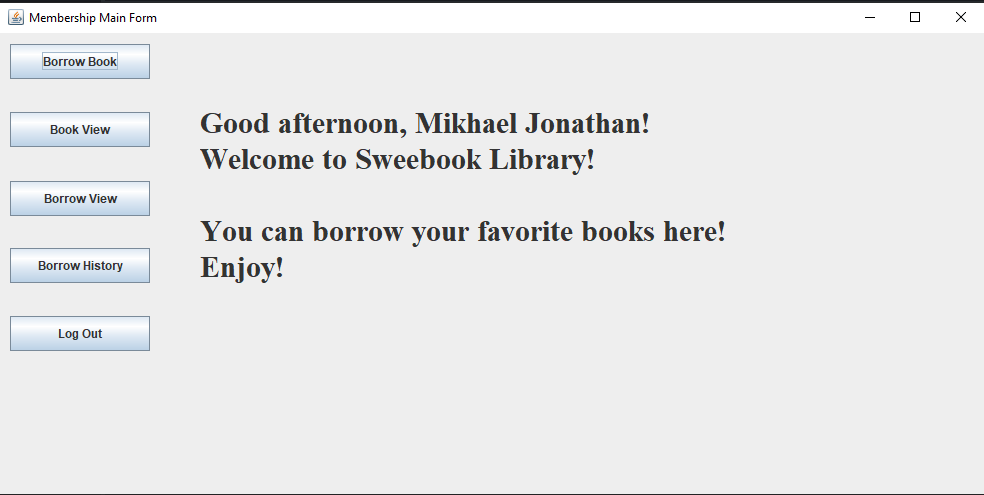 Membership Main Form
Borrow Book
Book View
Borrow View
Borrow History
Log Out
Good afternoon, Mikhael Jonathan!
Welcome to Sweebook Library!
You can borrow your favorite books here!
Enjoy!